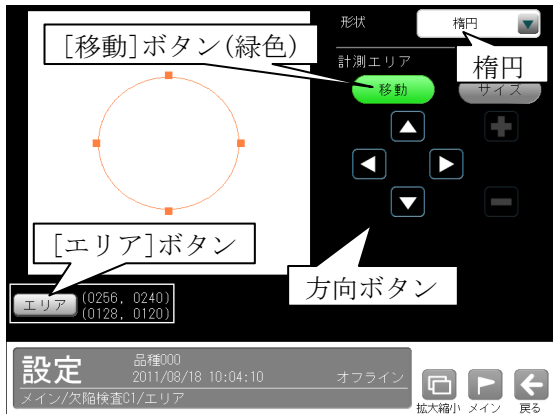 形状
楕円
[移動]ボタン(緑色)
計測エリア
楕円
移動
サイズ
[エリア]ボタン
方向ボタン
エリア
(0256, 0240)
(0128, 0120)
設定
品種000
2011/08/18 10:04:10
オフライン
メイン/欠陥検査C1/エリア
拡大縮小
メイン
戻る